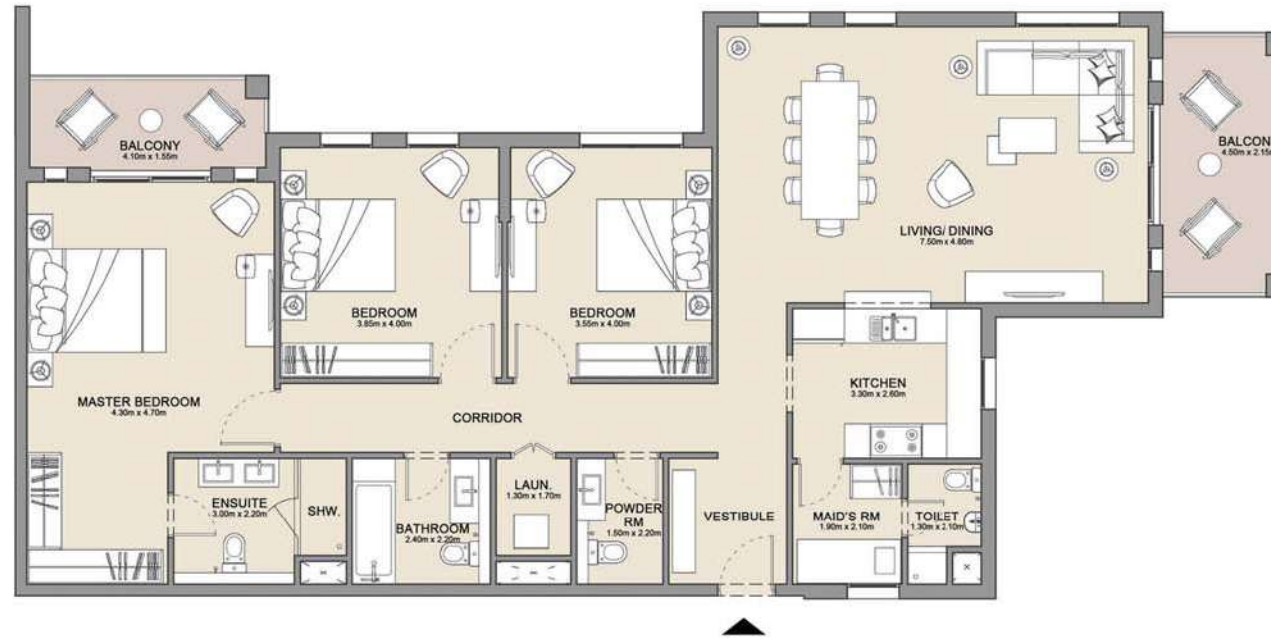 BALCONY
4.10m x 1.55m
BALCON
4.50m x 2.15m
LIVING/ DINING
7.50m x 4.80m
BEDROOM
3.85m x 4.00m
BEDROOM
3.55m x 4.00m
MASTER BEDROOM
4.30m x 4.70m
KITCHEN
3.30m x 2.60m
CORRIDOR
ENSUITE
3.00m x 2.20m
SHW.
BATHROOM
2.40m x 2.20m
LAUN.
1.30m x 1.70m
POWDER
RM
1.50m x 2.20m
VESTIBULE
MAID'S RM
1.90m x 2.10m
TOILET
1.30m x 2.10m